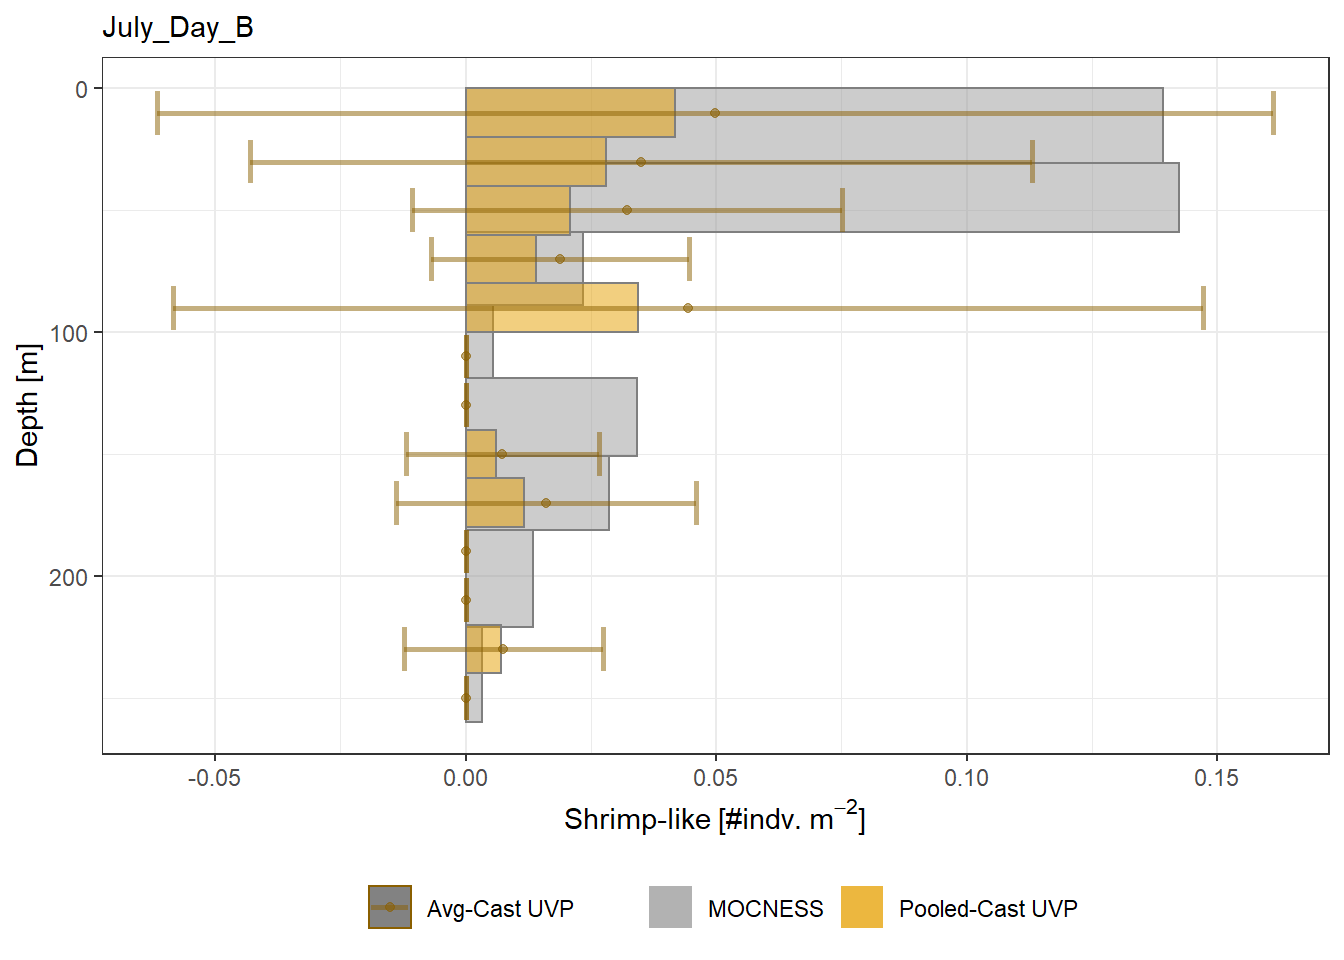 July_Day_B
0
100
200
Depth [m]
-0.05 0.00 0.05 0.10 0.15
Shrimp-like [#indv. m⁻²]
Avg-Cast UVP MOCNESS Pooled-Cast UVP